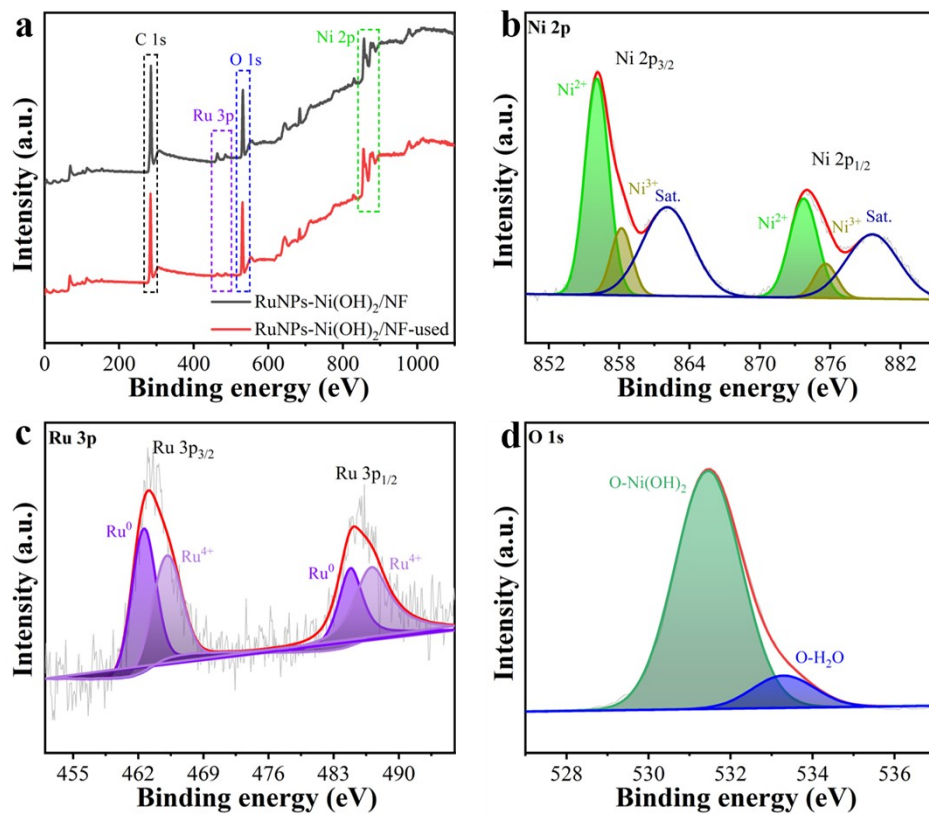 a
C 1s
O 1s
Ni 2p
Ru 3p
RuNPs-Ni(OH)₂/NF
RuNPs-Ni(OH)₂/NF-used
Intensity (a.u.)
0 200 400 600 800 1000
Binding energy (eV)
b
Ni 2p
Ni 2p₃/₂
Ni²⁺
Ni³⁺
Sat.
Ni 2p₁/₂
Ni²⁺
Ni³⁺
Sat.
Intensity (a.u.)
852 858 864 870 876 882
Binding energy (eV)
c
Ru 3p
Ru 3p₃/₂
Ru⁰
Ru⁴⁺
Ru 3p₁/₂
Ru⁰
Ru⁴⁺
Intensity (a.u.)
455 462 469 476 483 490
Binding energy (eV)
d
O 1s
O-Ni(OH)₂
O-H₂O
Intensity (a.u.)
528 530 532 534 536
Binding energy (eV)